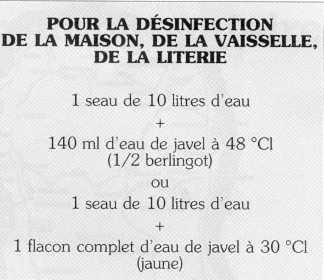 POUR LA DÉSINFECTION
DE LA MAISON, DE LA VAISSELLE,
DE LA LITERIE
1 seau de 10 litres d'eau
+
140 ml d'eau de javel à 48 °Cl
(1/2 berlingot)
ou
1 seau de 10 litres d'eau
+
1 flacon complet d'eau de javel à 30 °Cl
(jaune)